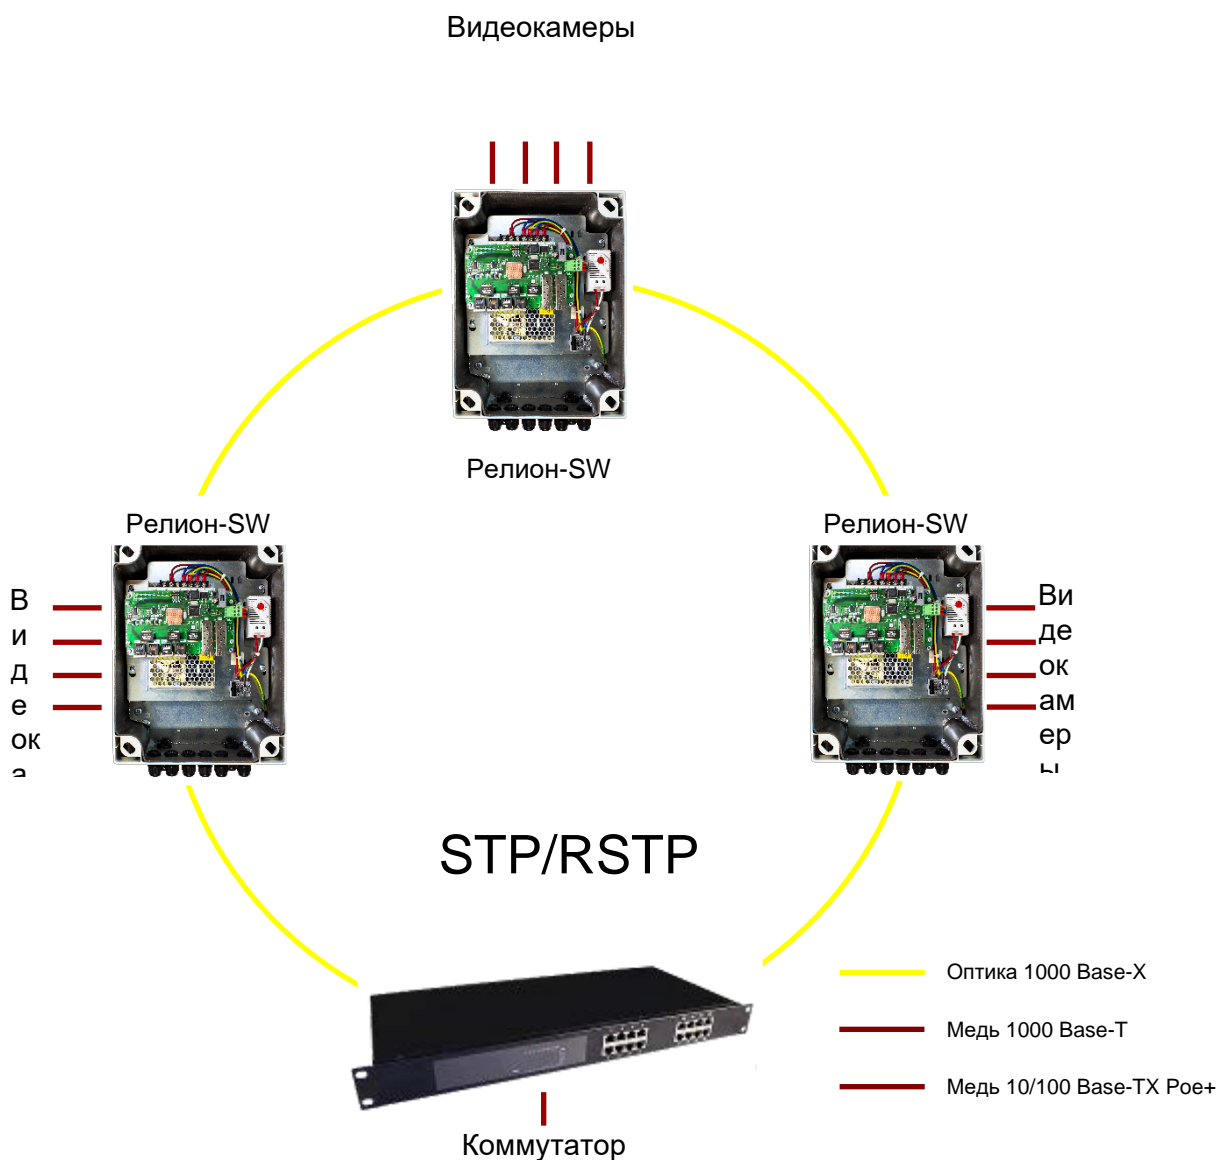 Видеокамеры
Релион-SW
Релион-SW
Релион-SW
В
и
д
е
ок
а
Ви
де
ок
ам
ер
ы
STP/RSTP
Оптика 1000 Base-X
Медь 1000 Base-T
Медь 10/100 Base-TX Poe+
Коммутатор